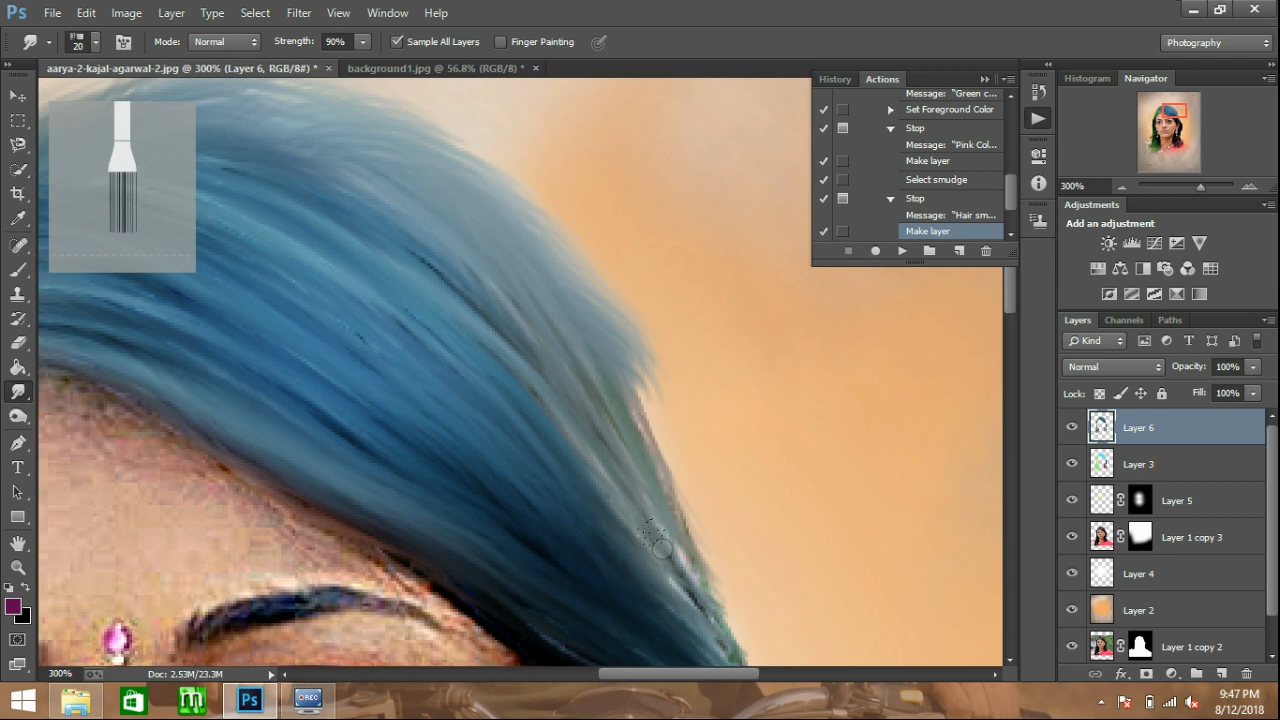 Ps File Edit Image Layer Type Select Filter View Window Help
20 Mode: Normal Strength: 90% Sample All Layers Finger Painting Photography
aarya-2-kajal-agarwal-2.jpg @ 300% (Layer 6, RGB/8#) * × background1.jpg @ 56.8% (RGB/8) * ×
History Actions
Message: "Green c...
Set Foreground Color
Stop
Message: "Pink Col...
Make layer
Select smudge
Stop
Message: "Hair sm...
Make layer
Histogram Navigator
300%
Adjustments
Add an adjustment
Layers Channels Paths
Kind
Normal Opacity: 100%
Lock: Fill: 100%
Layer 6
Layer 3
Layer 5
Layer 1 copy 3
Layer 4
Layer 2
Layer 1 copy 2
300% Doc: 2.53M/23.3M
Ps REC
9:47 PM
8/12/2018